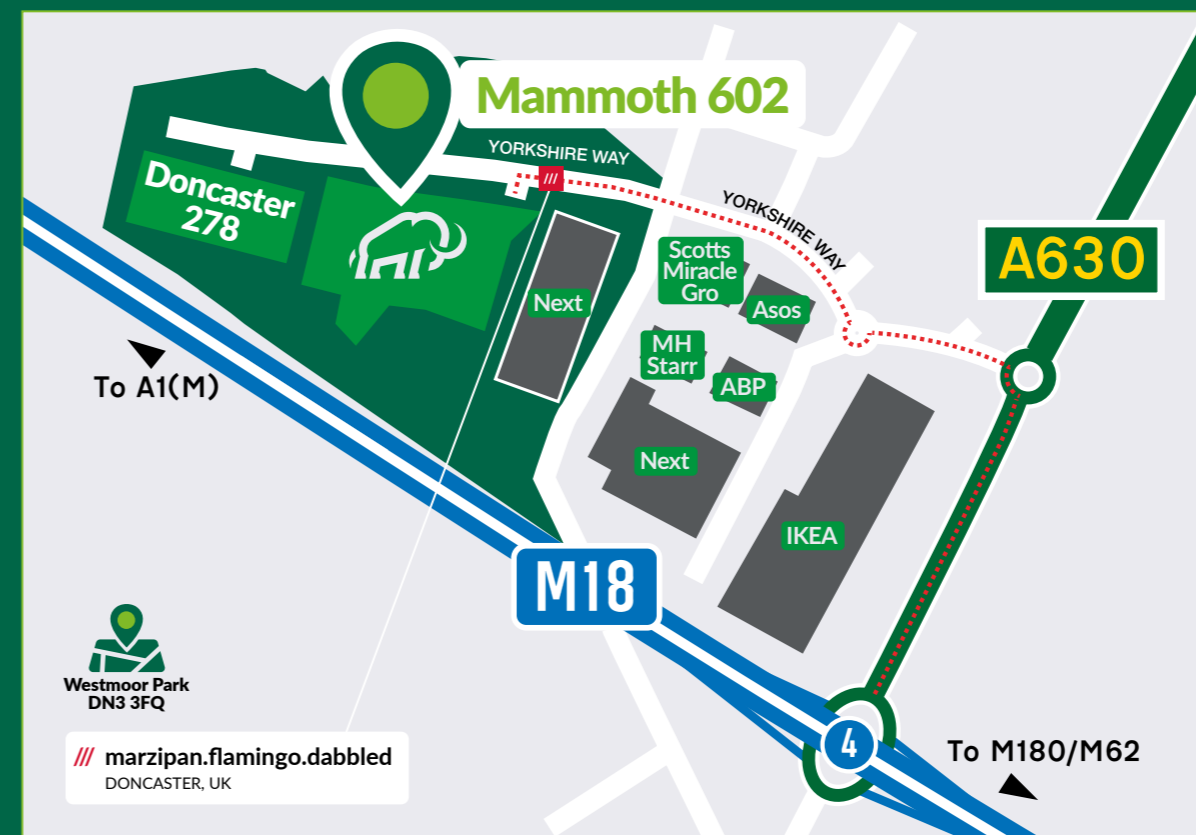 Mammoth 602
YORKSHIRE WAY
///
Doncaster
278
YORKSHIRE WAY
A630
Scotts
Miracle
Gro
Asos
Next
MH
Starr
ABP
To A1(M)
Next
IKEA
M18
Westmoor Park
DN3 3FQ
4
To M180/M62
/// marzipan.flamingo.dabbled
DONCASTER, UK